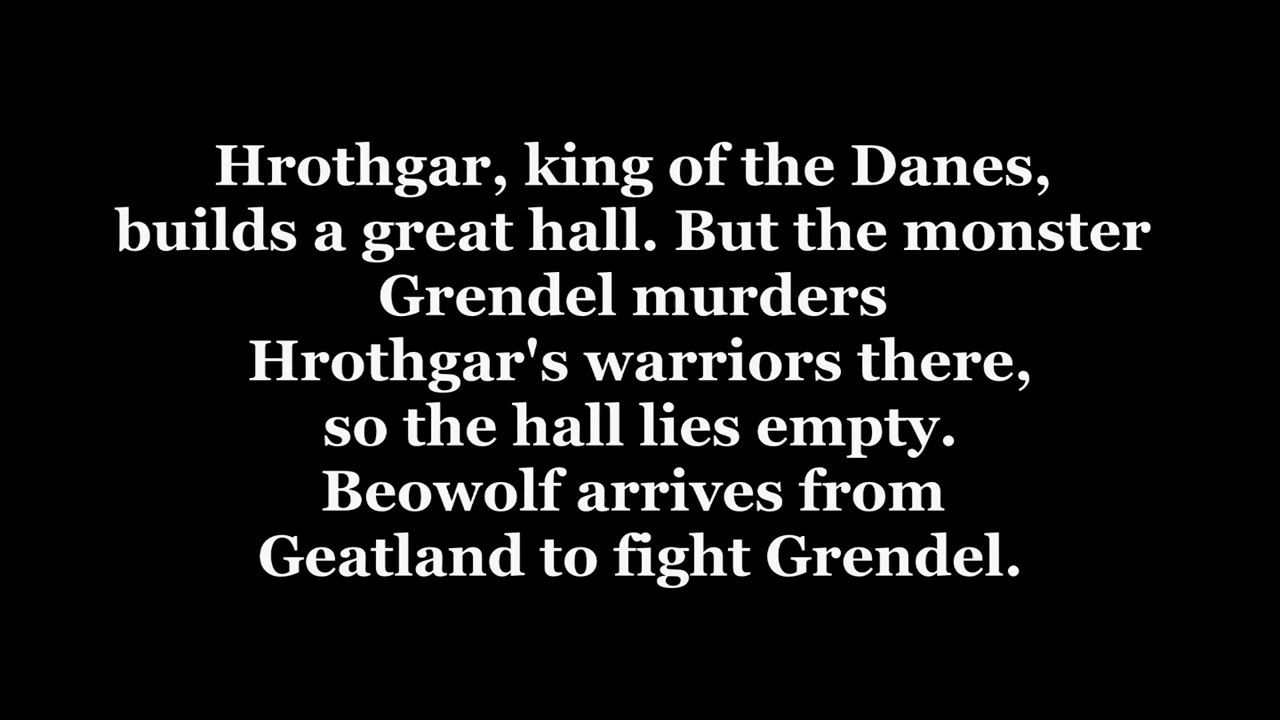 Hrothgar, king of the Danes,
builds a great hall. But the monster
Grendel murders
Hrothgar's warriors there,
so the hall lies empty.
Beowolf arrives from
Geatland to fight Grendel.